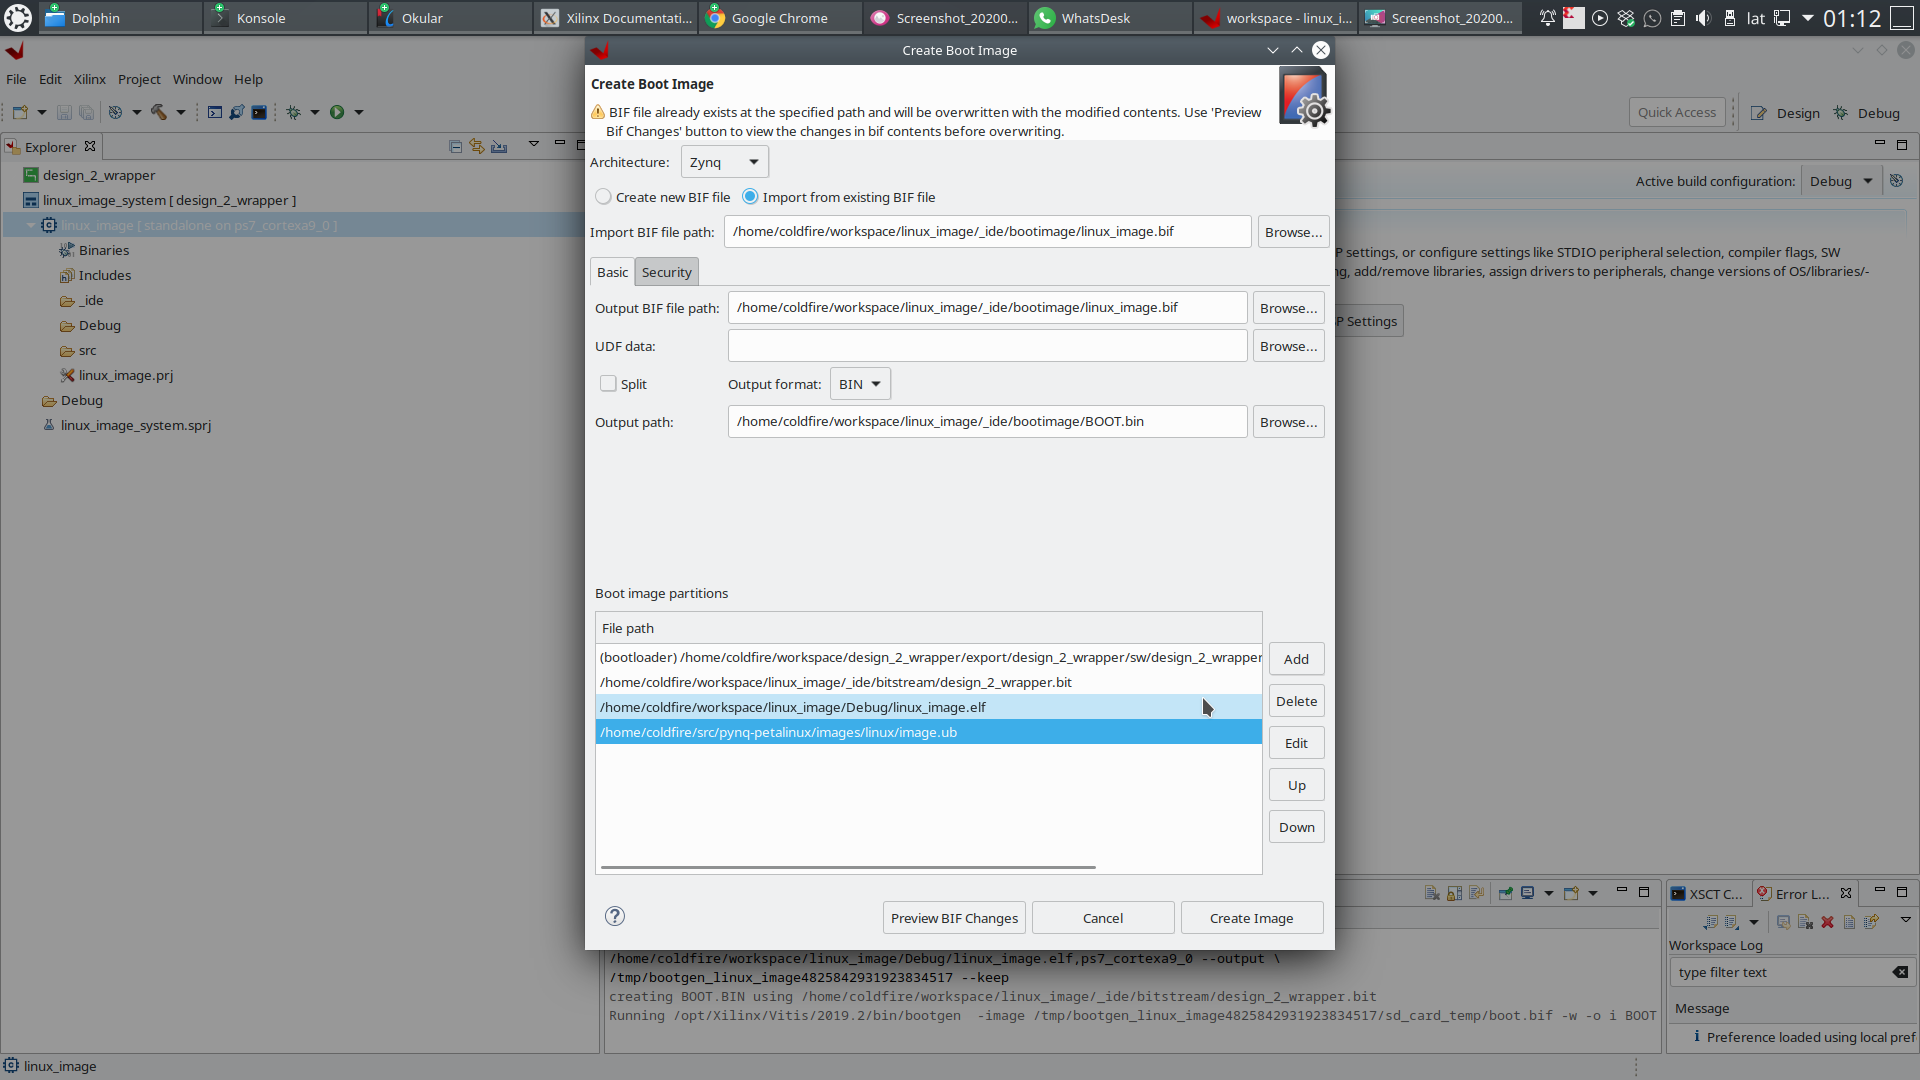 Dolphin
Konsole
Okular
Xilinx Documentati...
Google Chrome
Screenshot_20200...
WhatsDesk
workspace - linux_i...
Screenshot_20200...
lat
01:12
Create Boot Image
File Edit Xilinx Project Window Help
Create Boot Image
BIF file already exists at the specified path and will be overwritten with the modified contents. Use 'Preview
Bif Changes' button to view the changes in bif contents before overwriting.
Quick Access
Design
Debug
Explorer
Architecture: Zynq
design_2_wrapper
Active build configuration: Debug
linux_image_system [ design_2_wrapper ]
Create new BIF file
Import from existing BIF file
linux_image [ standalone on ps7_cortexa9_0 ]
Import BIF file path: /home/coldfire/workspace/linux_image/_ide/bootimage/linux_image.bif Browse...
Binaries
P settings, or configure settings like STDIO peripheral selection, compiler flags, SW
Includes
Basic
Security
ng, add/remove libraries, assign drivers to peripherals, change versions of OS/libraries/-
_ide
Output BIF file path: /home/coldfire/workspace/linux_image/_ide/bootimage/linux_image.bif Browse...
Debug
P Settings
src
UDF data: Browse...
linux_image.prj
Split
Output format: BIN
Debug
linux_image_system.sprj
Output path: /home/coldfire/workspace/linux_image/_ide/bootimage/BOOT.bin Browse...
Boot image partitions
File path
(bootloader) /home/coldfire/workspace/design_2_wrapper/export/design_2_wrapper/sw/design_2_wrapper
/home/coldfire/workspace/linux_image/_ide/bitstream/design_2_wrapper.bit
/home/coldfire/workspace/linux_image/Debug/linux_image.elf
/home/coldfire/src/pynq-petalinux/images/linux/image.ub
Add
Delete
Edit
Up
Down
Preview BIF Changes
Cancel
Create Image
XSCT C...
Error L...
Workspace Log
type filter text
Message
Preference loaded using local pref
/home/coldfire/workspace/linux_image/Debug/linux_image.elf,ps7_cortexa9_0 --output \
/tmp/bootgen_linux_image4825842931923834517 --keep
creating BOOT.BIN using /home/coldfire/workspace/linux_image/_ide/bitstream/design_2_wrapper.bit
Running /opt/Xilinx/Vitis/2019.2/bin/bootgen  -image /tmp/bootgen_linux_image4825842931923834517/sd_card_temp/boot.bif -w -o i BOOT
linux_image